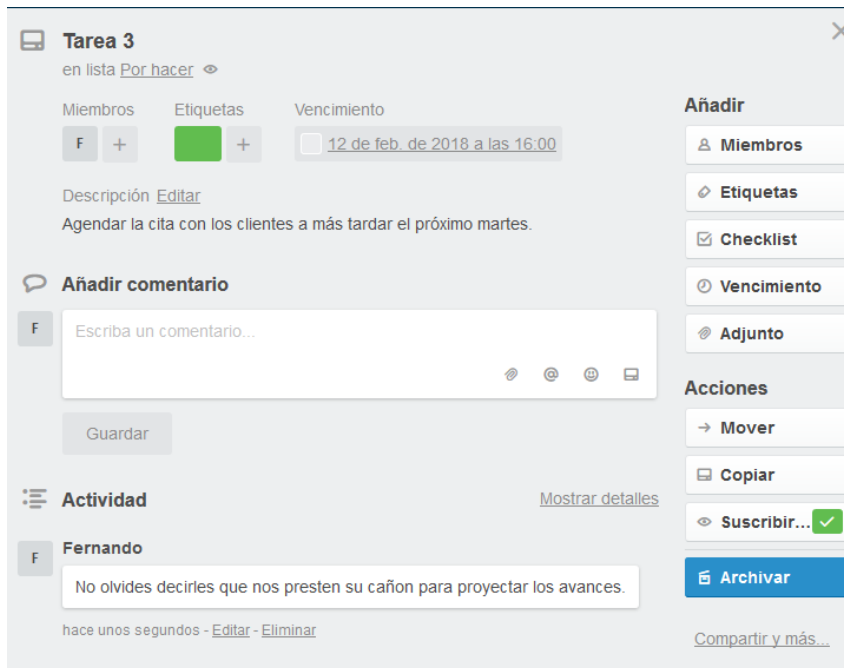 Tarea 3
en lista Por hacer
Miembros Etiquetas Vencimiento
F + + 12 de feb. de 2018 a las 16:00
Descripción Editar
Agendar la cita con los clientes a más tardar el próximo martes.
Añadir comentario
F
Escriba un comentario...
Guardar
Actividad Mostrar detalles
F
Fernando
No olvides decirles que nos presten su cañon para proyectar los avances.
hace unos segundos - Editar - Eliminar
Añadir
Miembros
Etiquetas
Checklist
Vencimiento
Adjunto
Acciones
Mover
Copiar
Suscribir...
Archivar
Compartir y más...